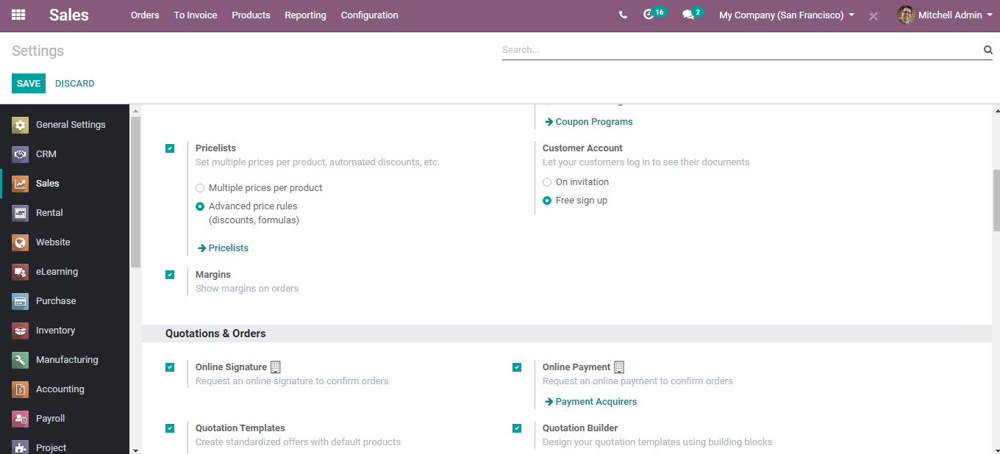 Sales
Orders
To Invoice
Products
Reporting
Configuration
16
2
My Company (San Francisco)
Mitchell Admin
Settings
Search...
SAVE
DISCARD
General Settings
CRM
Sales
Rental
Website
eLearning
Purchase
Inventory
Manufacturing
Accounting
Payroll
Project
Coupon Programs
Pricelists
Set multiple prices per product, automated discounts, etc.
Multiple prices per product
Advanced price rules
(discounts, formulas)
Pricelists
Customer Account
Let your customers log in to see their documents
On invitation
Free sign up
Margins
Show margins on orders
Quotations & Orders
Online Signature
Request an online signature to confirm orders
Online Payment
Request an online payment to confirm orders
Payment Acquirers
Quotation Templates
Create standardized offers with default products
Quotation Builder
Design your quotation templates using building blocks